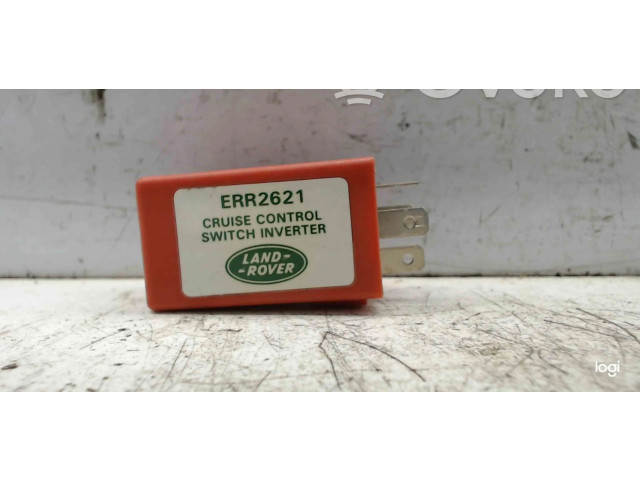 ERR2621
CRUISE CONTROL
SWITCH INVERTER
LAND-
-ROVER
logi